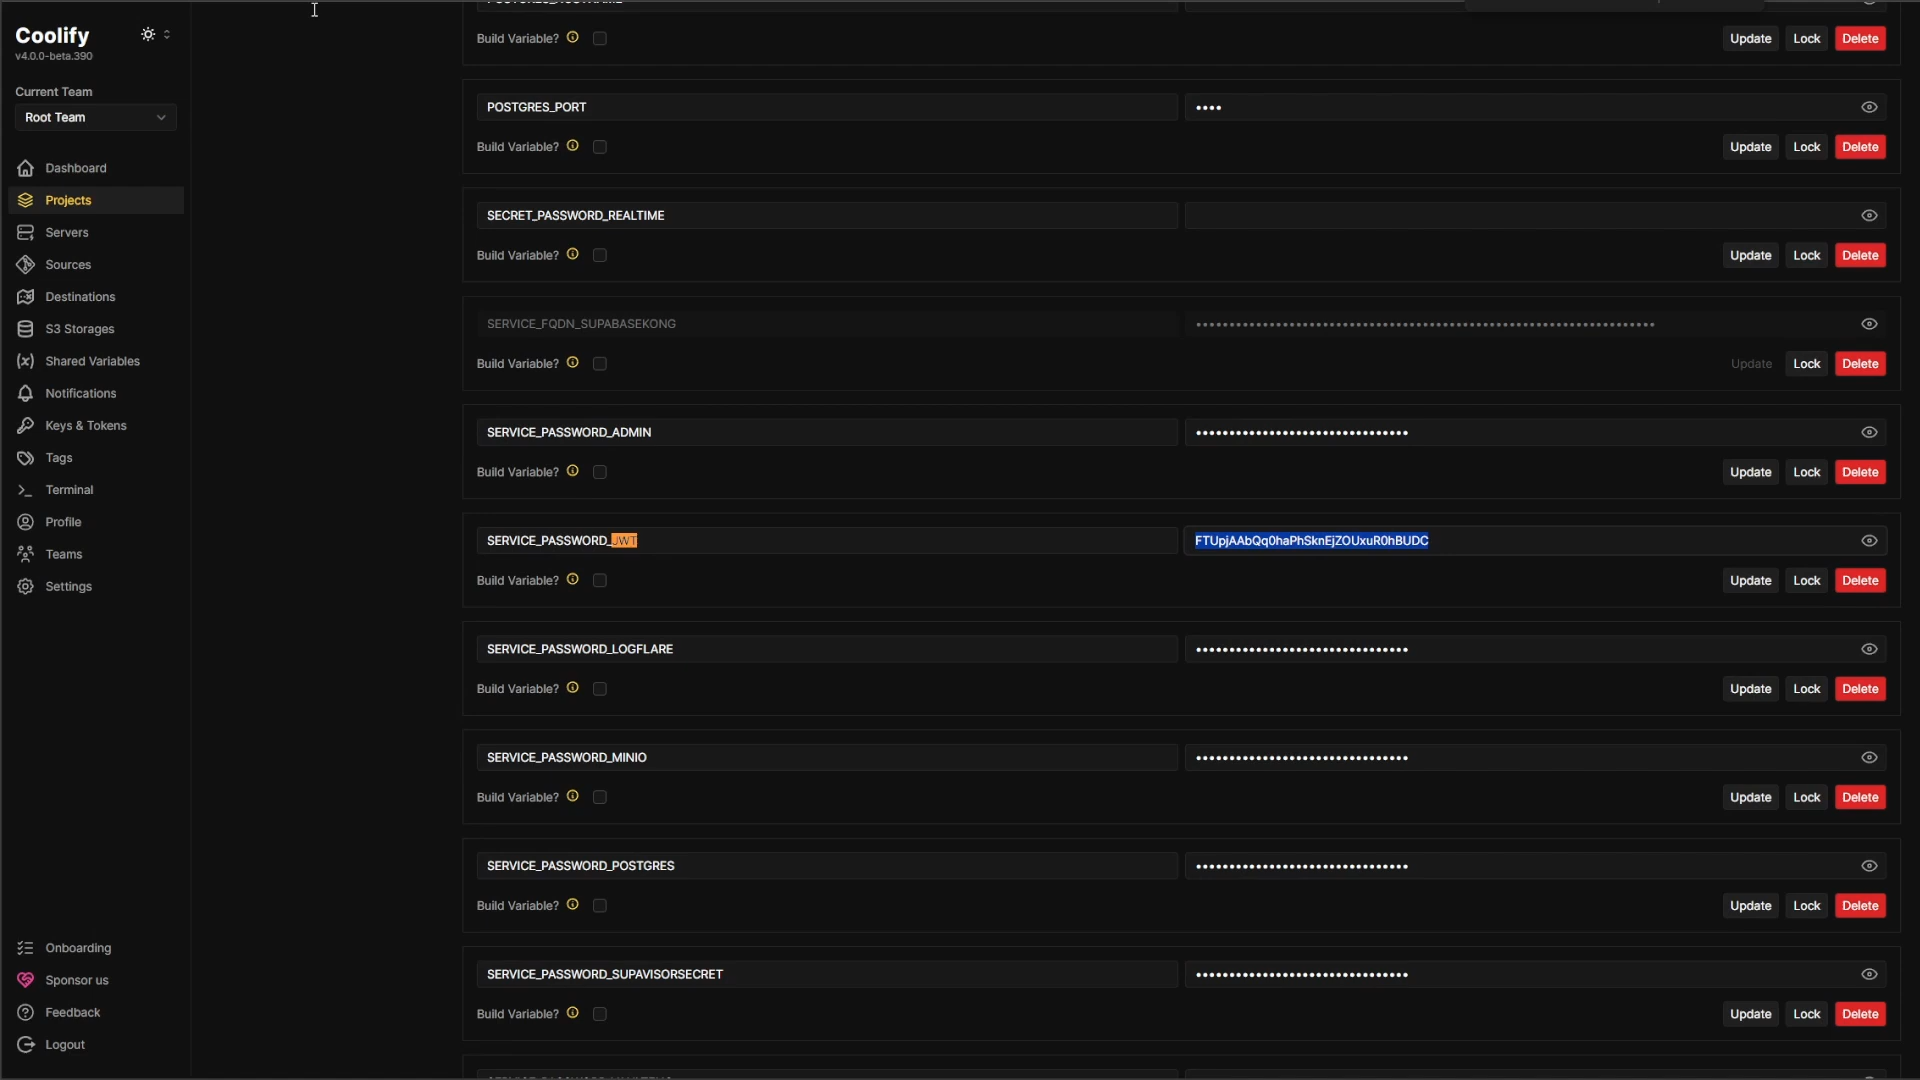 Coolify
v4.0.0-beta.390
Current Team
Root Team
Dashboard
Projects
Servers
Sources
Destinations
S3 Storages
Shared Variables
Notifications
Keys & Tokens
Tags
Terminal
Profile
Teams
Settings
Onboarding
Sponsor us
Feedback
Logout
Build Variable?
Update Lock Delete
POSTGRES_PORT ••••
Build Variable?
Update Lock Delete
SECRET_PASSWORD_REALTIME
Build Variable?
Update Lock Delete
SERVICE_FQDN_SUPABASEKONG
Build Variable?
Update Lock Delete
SERVICE_PASSWORD_ADMIN
Build Variable?
Update Lock Delete
SERVICE_PASSWORD_JWT FTUpjAAbQq0haPhSknEjZOUxuR0hBUDC
Build Variable?
Update Lock Delete
SERVICE_PASSWORD_LOGFLARE
Build Variable?
Update Lock Delete
SERVICE_PASSWORD_MINIO
Build Variable?
Update Lock Delete
SERVICE_PASSWORD_POSTGRES
Build Variable?
Update Lock Delete
SERVICE_PASSWORD_SUPAVISORSECRET
Build Variable?
Update Lock Delete